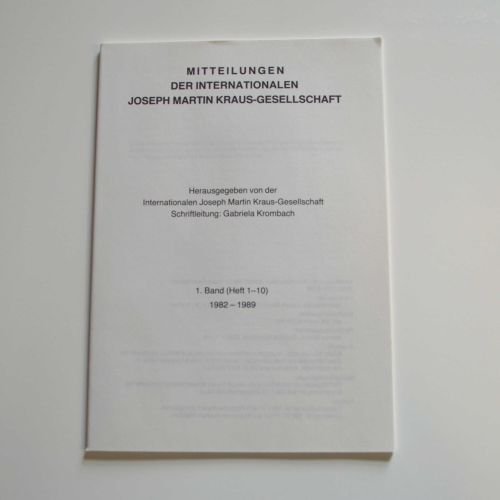 MITTEILUNGEN
DER INTERNATIONALEN
JOSEPH MARTIN KRAUS-GESELLSCHAFT
Herausgegeben von der
Internationalen Joseph Martin Kraus-Gesellschaft
Schriftleitung: Gabriela Krombach
1. Band (Heft 1–10)
1982 – 1989